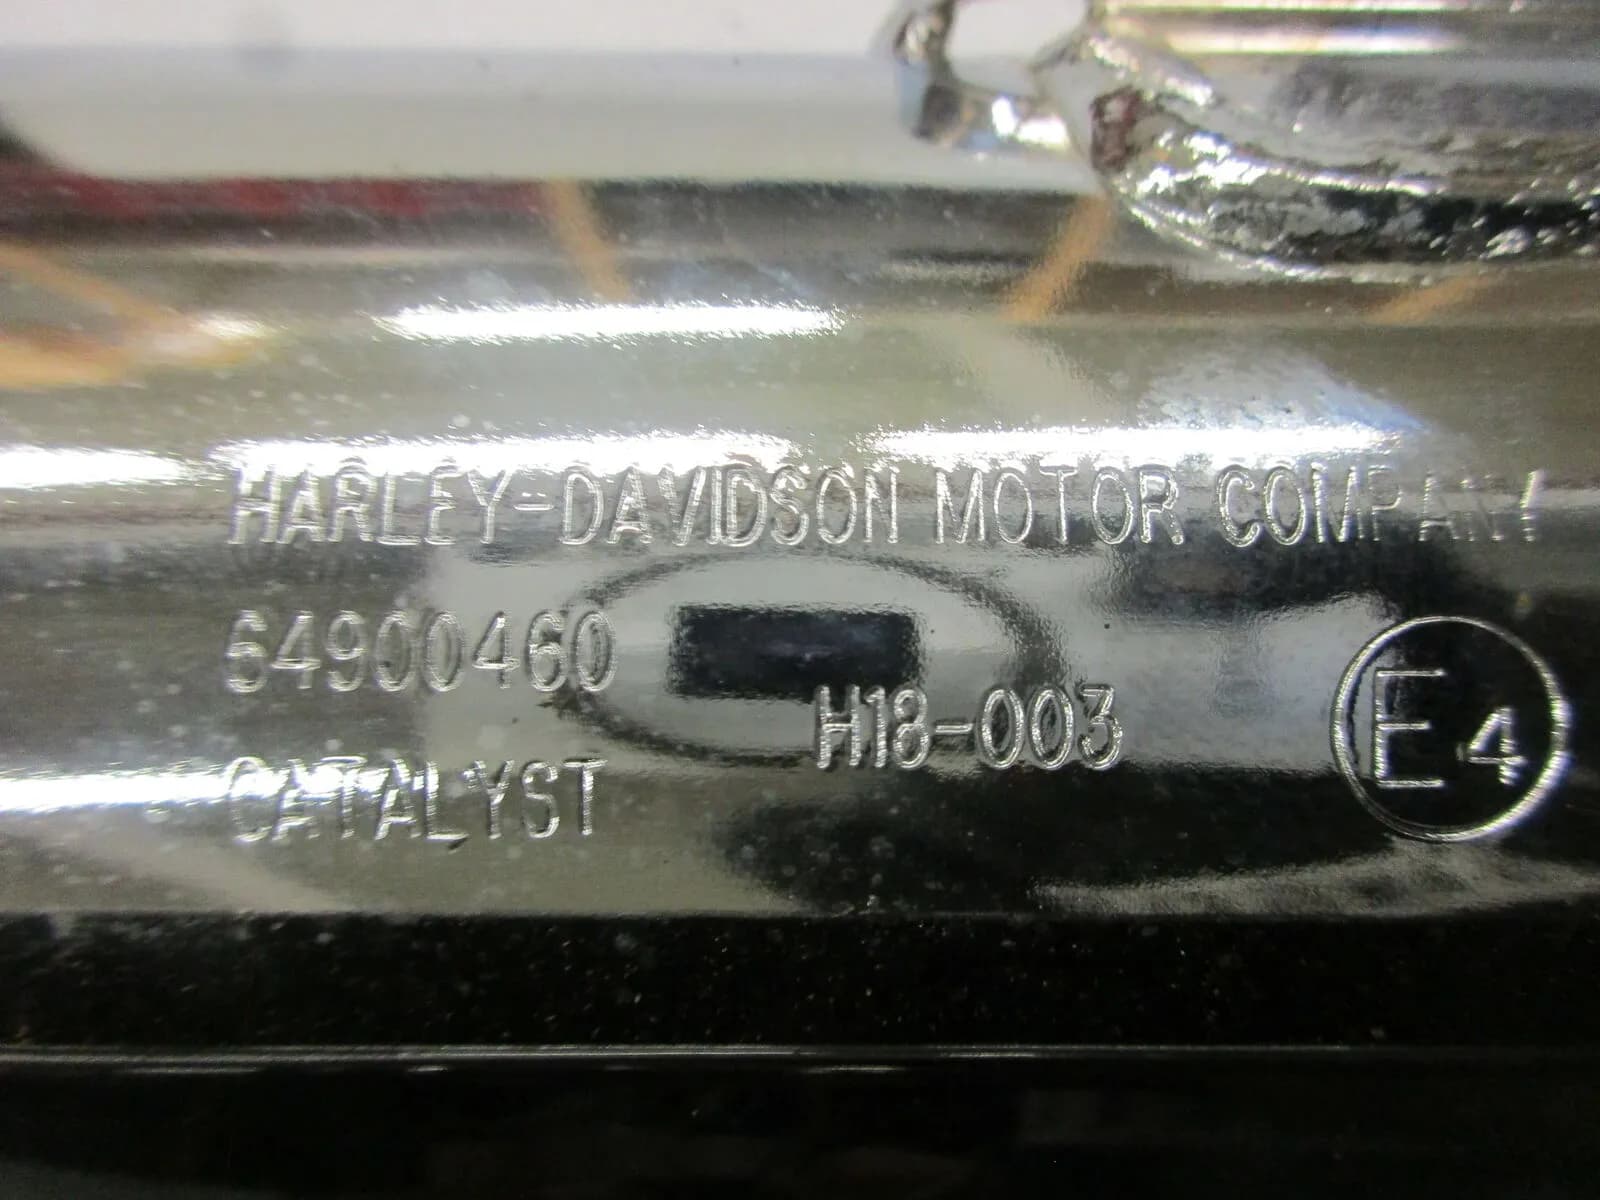 HARLEY-DAVIDSON MOTOR COMPANY
64900460
H18-003
E4
CATALYST